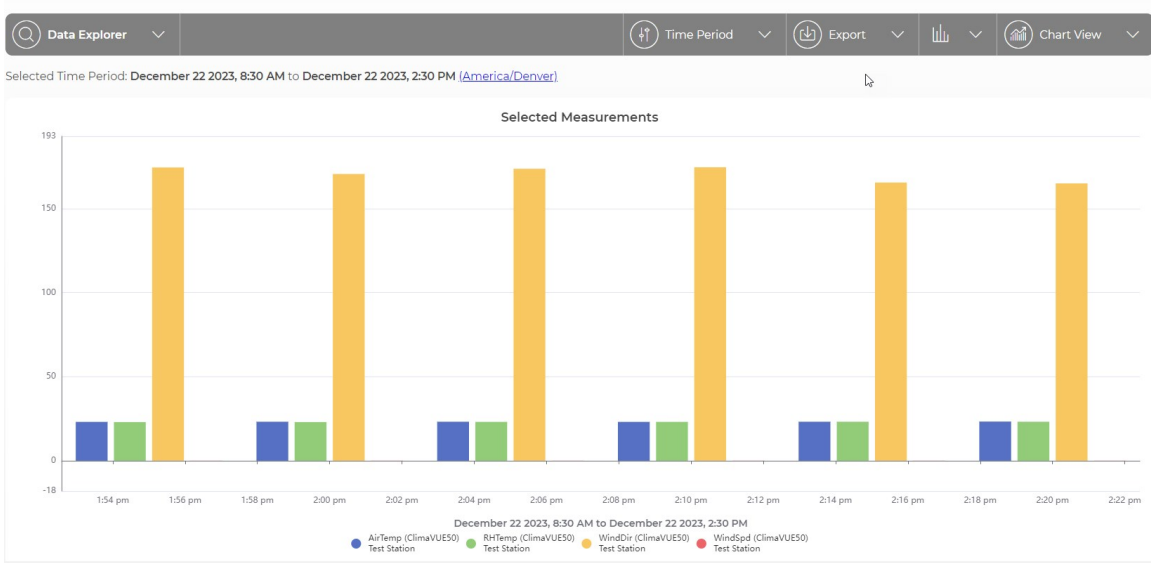 Data Explorer
Time Period
Export
Chart View
Selected Time Period: December 22 2023, 8:30 AM to December 22 2023, 2:30 PM (America/Denver)
Selected Measurements
193
150
100
50
0
-18
1:54 pm 1:56 pm 1:58 pm 2:00 pm 2:02 pm 2:04 pm 2:06 pm 2:08 pm 2:10 pm 2:12 pm 2:14 pm 2:16 pm 2:18 pm 2:20 pm 2:22 pm
December 22 2023, 8:30 AM to December 22 2023, 2:30 PM
AirTemp (ClimaVUE50) RHTemp (ClimaVUE50) WindDir (ClimaVUE50) WindSpd (ClimaVUE50)
Test Station Test Station Test Station Test Station